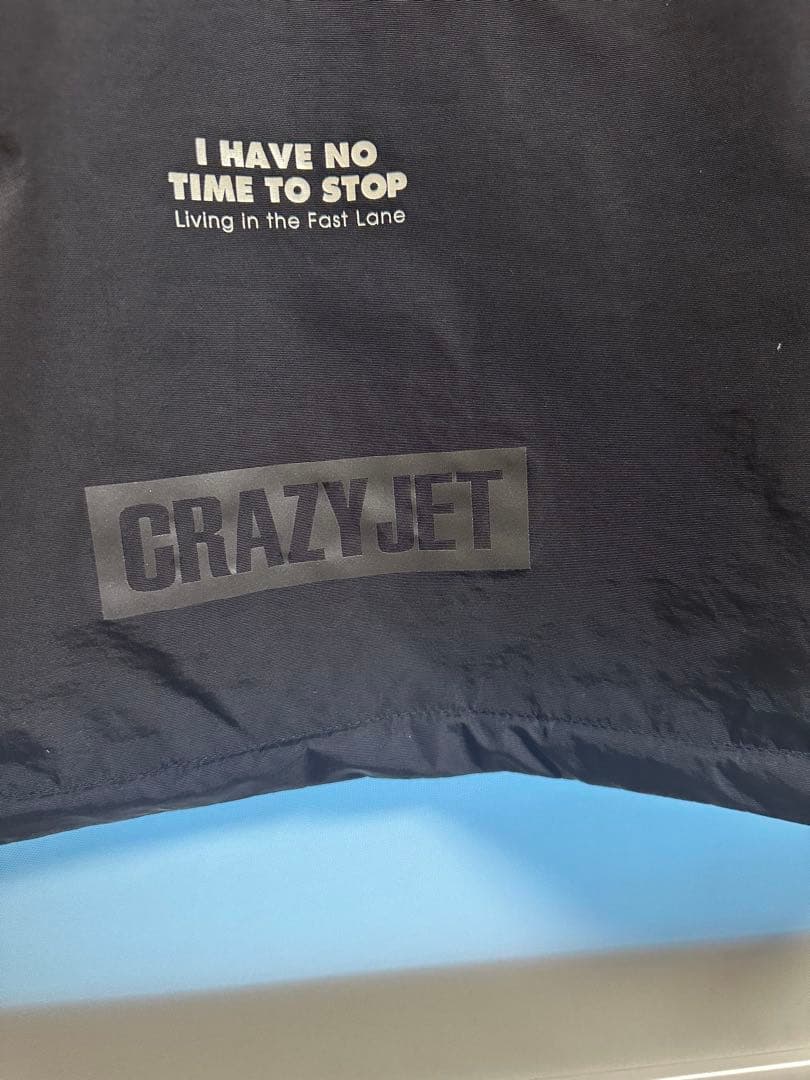 I HAVE NO
TIME TO STOP
Living in the Fast Lane
CRAZYJET